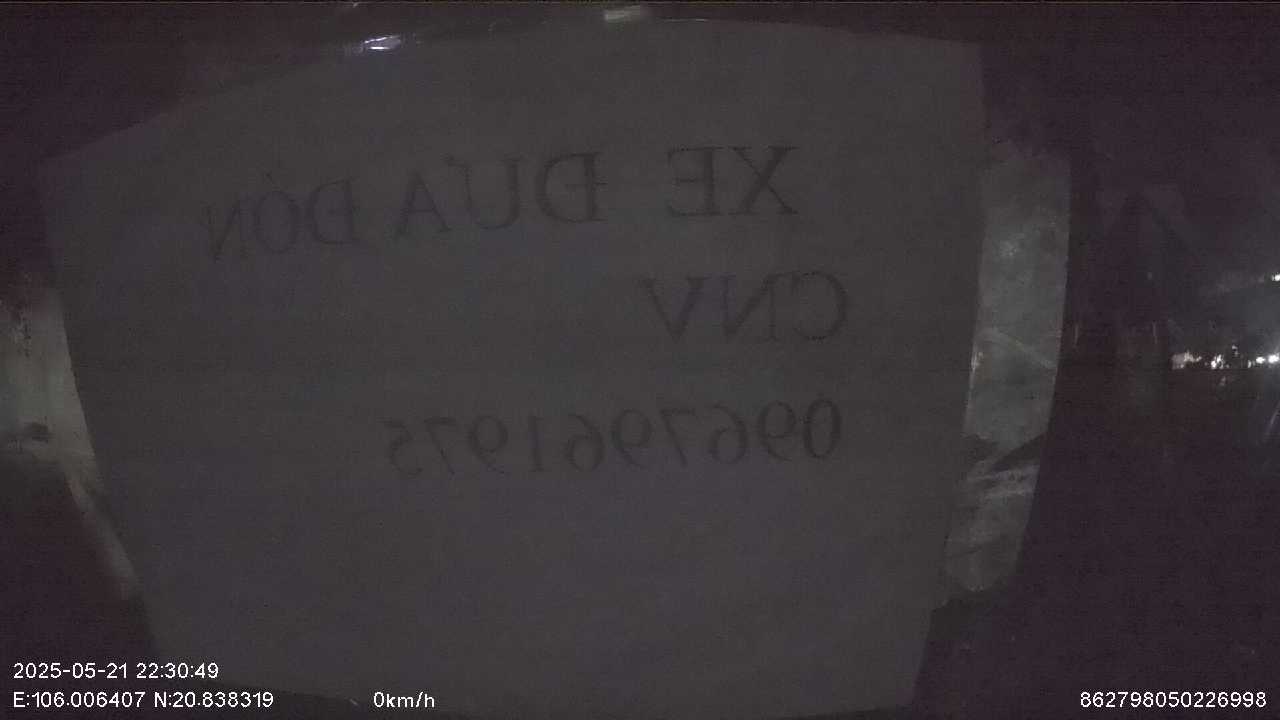 XE ĐƯA ĐÓN
CNV
0967961975
2025-05-21 22:30:49
E:106.006407 N:20.838319 0km/h 862798050226998